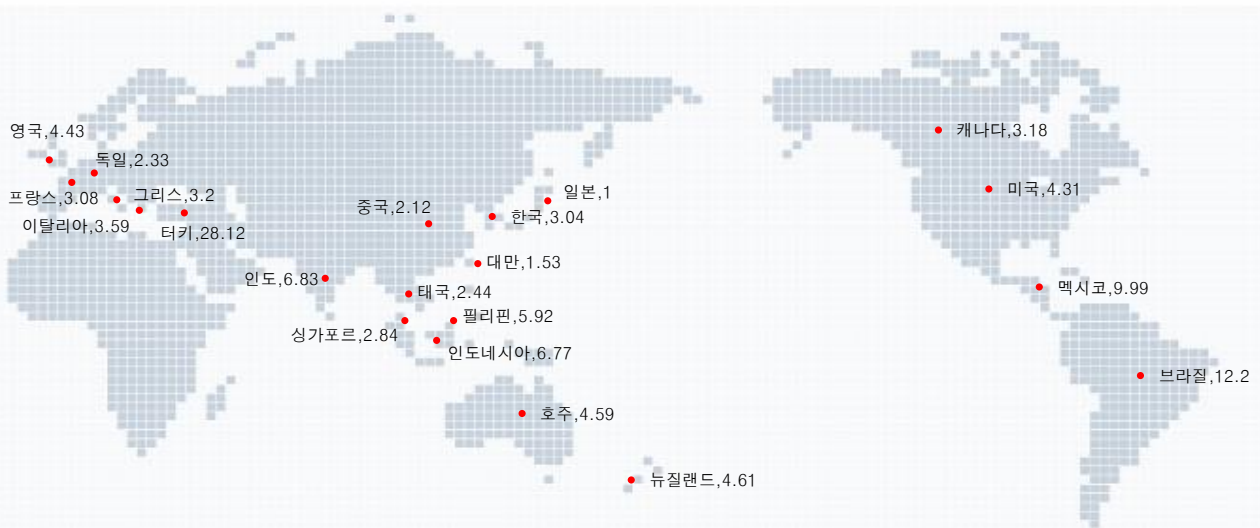 영국,4.43
독일,2.33
프랑스,3.08
그리스,3.2
이탈리아,3.59
터키,28.12
중국,2.12
일본,1
한국,3.04
대만,1.53
인도,6.83
태국,2.44
필리핀,5.92
싱가포르,2.84
인도네시아,6.77
호주,4.59
뉴질랜드,4.61
캐나다,3.18
미국,4.31
멕시코,9.99
브라질,12.2